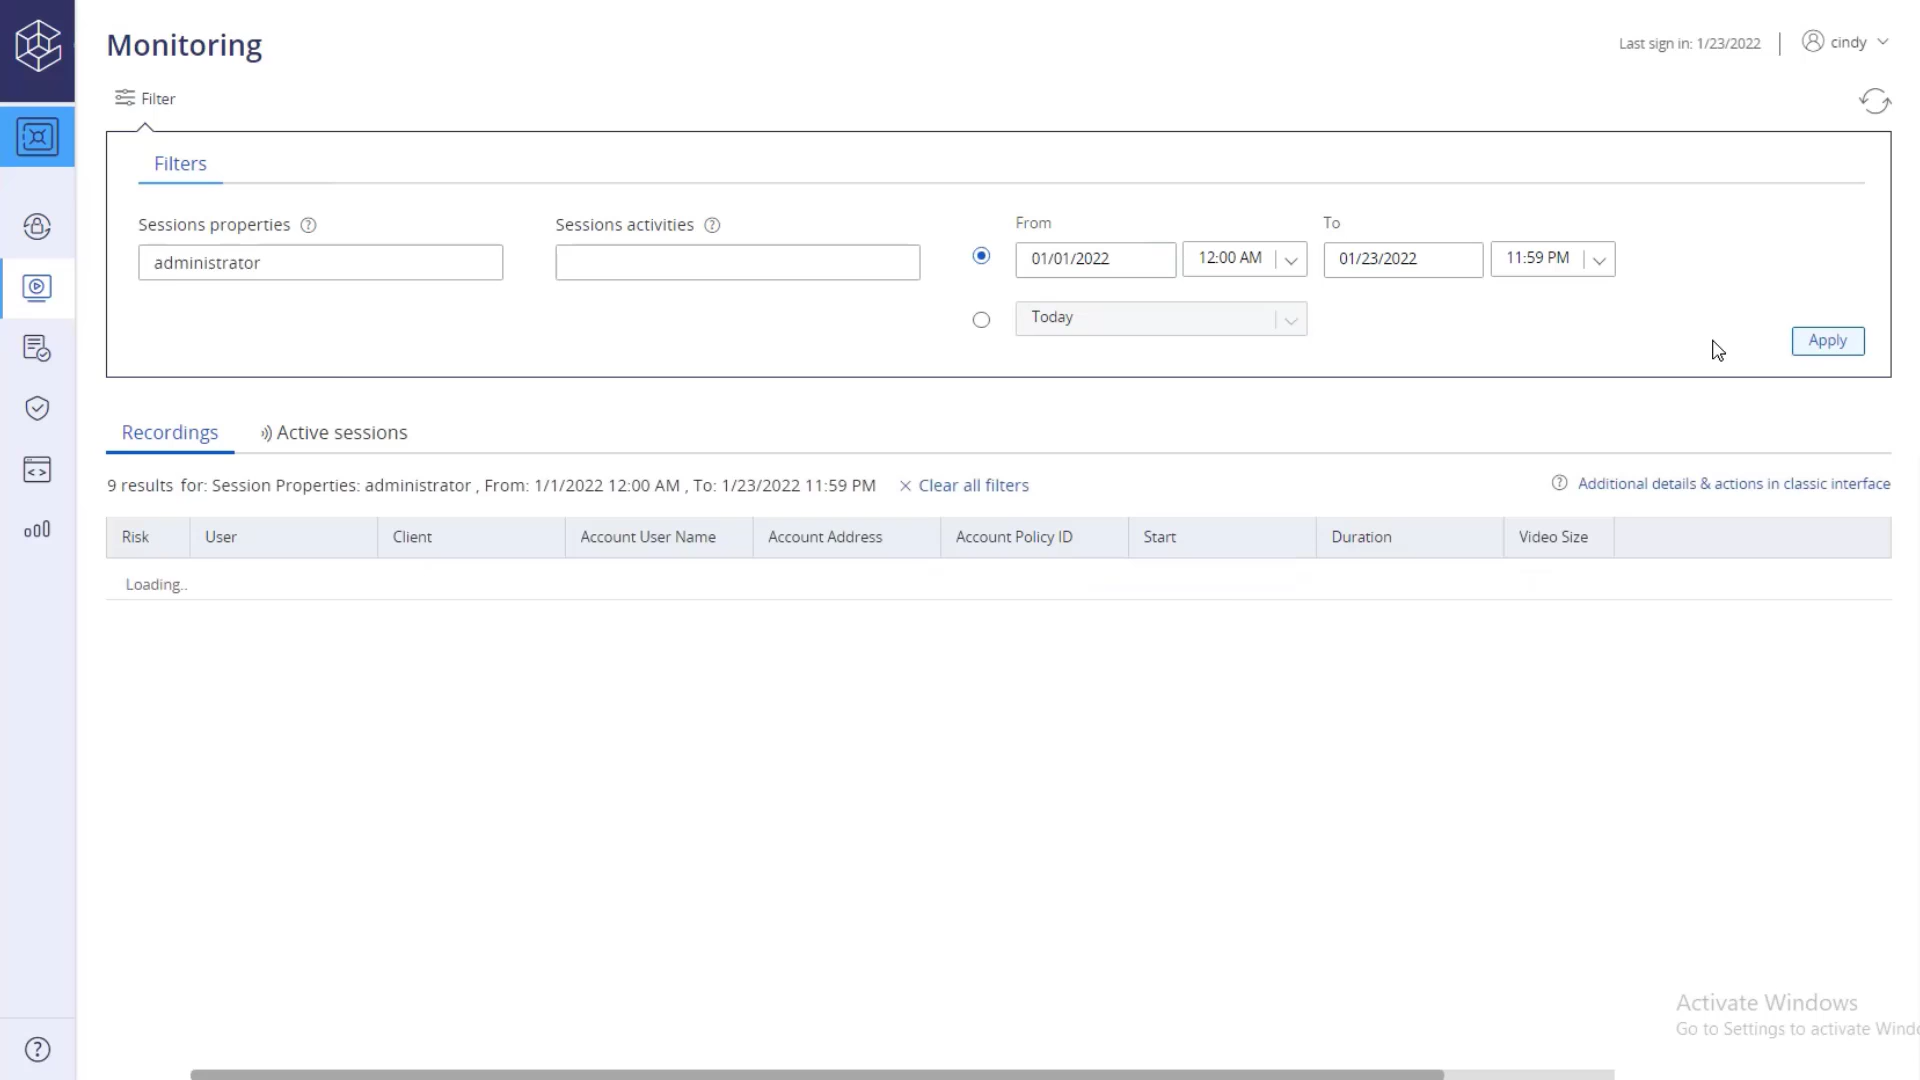 Monitoring
Last sign in: 1/23/2022
cindy
Filter
Filters
Sessions properties
Sessions activities
From
To
administrator
01/01/2022
12:00 AM
01/23/2022
11:59 PM
Today
Apply
Recordings
Active sessions
9 results for: Session Properties: administrator , From: 1/1/2022 12:00 AM , To: 1/23/2022 11:59 PM
Clear all filters
? Additional details & actions in classic interface
Risk
User
Client
Account User Name
Account Address
Account Policy ID
Start
Duration
Video Size
Loading..
Activate Windows
Go to Settings to activate Wind